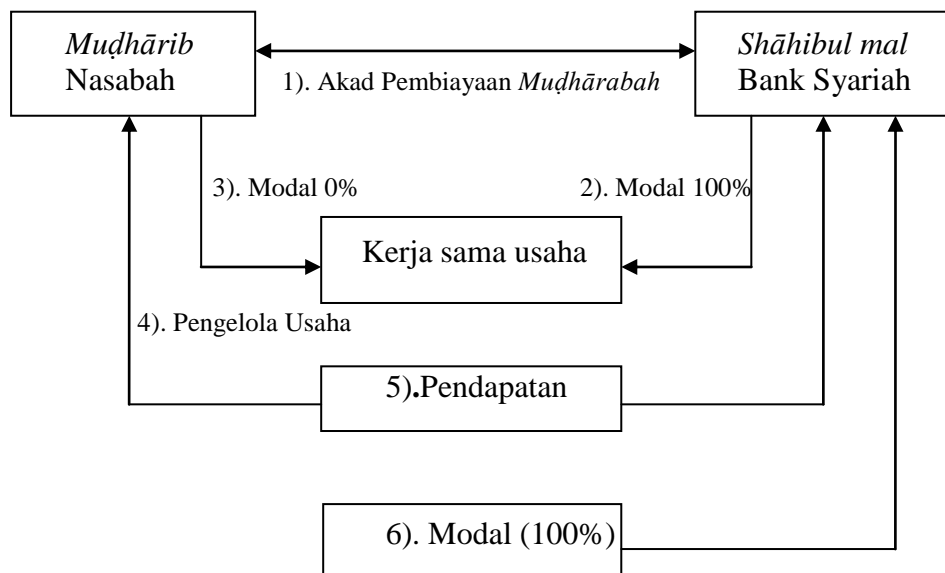 Muḍhārib
Nasabah
Shāhibul mal
Bank Syariah
1). Akad Pembiayaan Muḍhārabah
3). Modal 0%
2). Modal 100%
Kerja sama usaha
4). Pengelola Usaha
5).Pendapatan
6). Modal (100%)